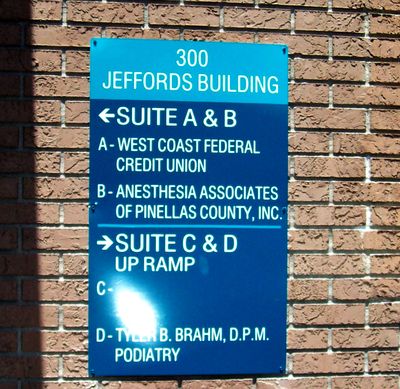 300
JEFFORDS BUILDING
←SUITE A & B
A - WEST COAST FEDERAL
CREDIT UNION
B - ANESTHESIA ASSOCIATES
OF PINELLAS COUNTY, INC.
→SUITE C & D
UP RAMP
C -
D - TYLER B. BRAHM, D.P.M.
PODIATRY